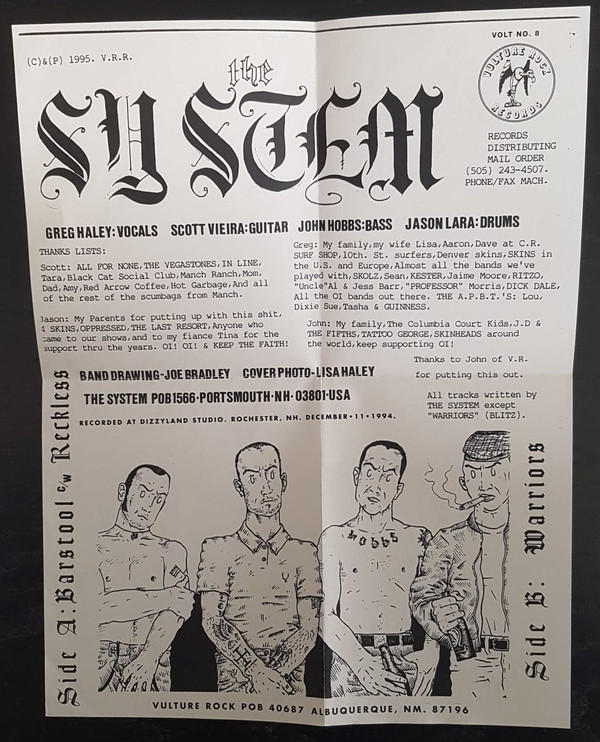 VOLT NO. 8
(C)&(P) 1995. V.R.R.
VULTURE ROCK
RECORDS
the
SYSTEM
RECORDS
DISTRIBUTING
MAIL ORDER
(505) 243-4507.
PHONE/FAX MACH.
GREG HALEY: VOCALS SCOTT VIEIRA: GUITAR JOHN HOBBS: BASS JASON LARA: DRUMS
THANKS LISTS:
Scott: ALL FOR NONE,THE VEGASTONES,IN LINE,
Tara,Black Cat Social Club,Manch Ranch,Mom,
Dad,Amy,Red Arrow Coffee,Hot Garbage,And all
of the rest of the scumbags from Manch.
Jason: My Parents for putting up with this shit,
4 SKINS,OPPRESSED,THE LAST RESORT,Anyone who
came to our shows,and to my fiance Tina for the
support thru the years. OI! OI! & KEEP THE FAITH!
Greg: My family,my wife Lisa,Aaron,Dave at C.R.
SURF SHOP,10th. St. surfers,Denver skins,SKINS in
the U.S. and Europe,Almost all the bands we've
played with,SKOLZ,Sean,KESTER,Jaime Moore,RITZO,
"Uncle"Al & Jess Barr,"PROFESSOR" Morris,DICK DALE,
All the OI bands out there. THE A.P.B.T.'S: Lou,
Dixie Sue,Tasha & GUINNESS.
John: My family,The Columbia Court Kids,J.D &
THE FIFTHS,TATTOO GEORGE,SKINHEADS around
the world,keep supporting OI!
Thanks to John of V.R.
for putting this out.
BAND DRAWING-JOE BRADLEY COVER PHOTO-LISA HALEY
THE SYSTEM POB1566·PORTSMOUTH·NH·03801·USA
All tracks written by
THE SYSTEM except
"WARRIORS" (BLITZ).
RECORDED AT DIZZYLAND STUDIO. ROCHESTER, NH. DECEMBER·11·1994.
Side A: Barstool c/w Reckless
hobbs
Side B: Warriors
VULTURE ROCK POB 40687 ALBUQUERQUE, NM. 87196